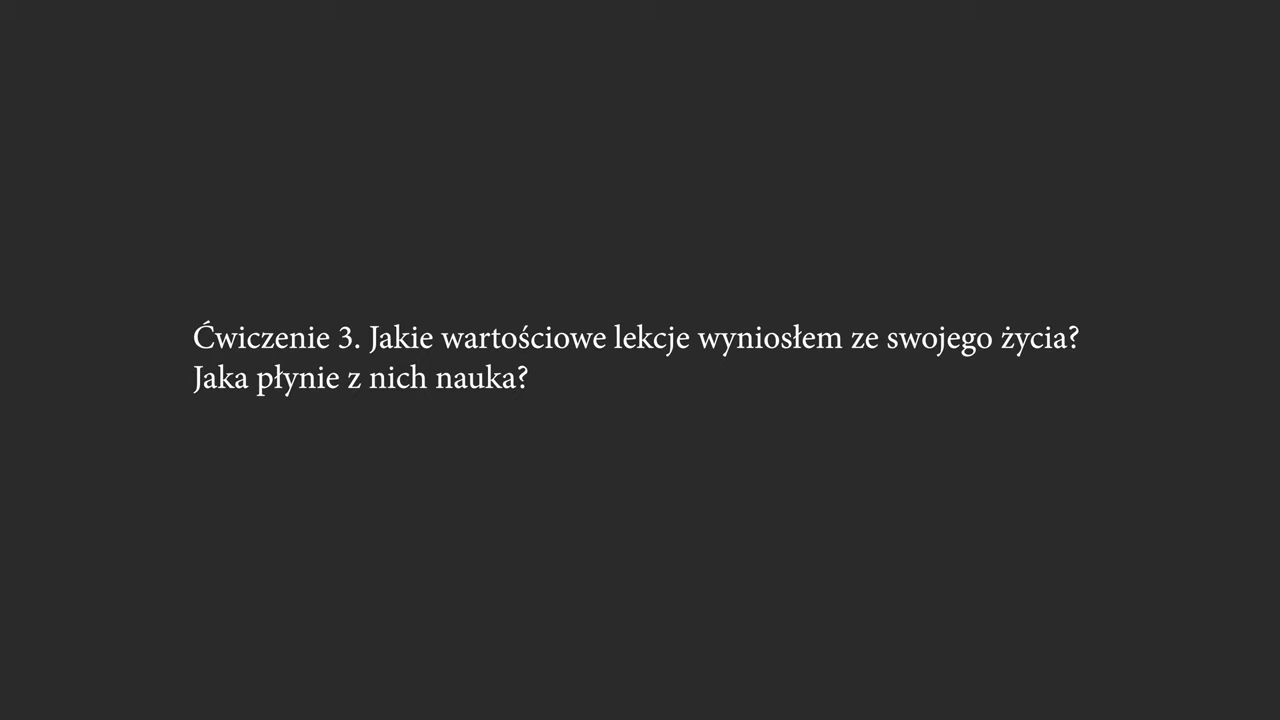 Ćwiczenie 3. Jakie wartościowe lekcje wyniosłem ze swojego życia?
Jaka płynie z nich nauka?